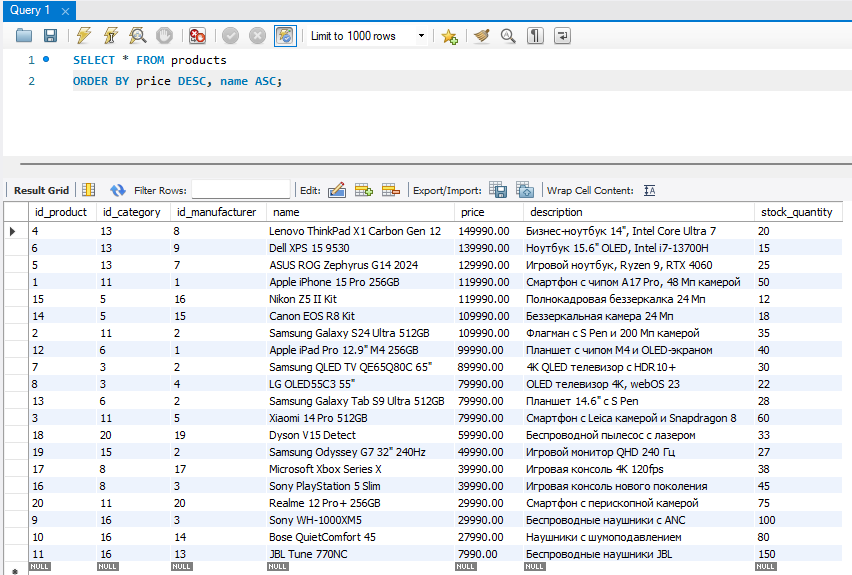 Query 1
Limit to 1000 rows
1 SELECT * FROM products
2 ORDER BY price DESC, name ASC;
Result Grid Filter Rows: Edit: Export/Import: Wrap Cell Content:
id_product id_category id_manufacturer name price description stock_quantity
4 13 8 Lenovo ThinkPad X1 Carbon Gen 12 149990.00 Бизнес-ноутбук 14", Intel Core Ultra 7 20
6 13 9 Dell XPS 15 9530 139990.00 Ноутбук 15.6" OLED, Intel i7-13700H 15
5 13 7 ASUS ROG Zephyrus G14 2024 129990.00 Игровой ноутбук, Ryzen 9, RTX 4060 25
1 11 1 Apple iPhone 15 Pro 256GB 119990.00 Смартфон с чипом A17 Pro, 48 Мп камерой 50
15 5 16 Nikon Z5 II Kit 119990.00 Полнокадровая беззеркалка 24 Мп 12
14 5 15 Canon EOS R8 Kit 109990.00 Беззеркальная камера 24 Мп 18
2 11 2 Samsung Galaxy S24 Ultra 512GB 109990.00 Флагман с S Pen и 200 Мп камерой 35
12 6 1 Apple iPad Pro 12.9" M4 256GB 99990.00 Планшет с чипом M4 и OLED-экраном 40
7 3 2 Samsung QLED TV QE65Q80C 65" 89990.00 4K QLED телевизор с HDR10+ 30
8 3 4 LG OLED55C3 55" 79990.00 OLED телевизор 4K, webOS 23 22
13 6 2 Samsung Galaxy Tab S9 Ultra 512GB 79990.00 Планшет 14.6" с S Pen 28
3 11 5 Xiaomi 14 Pro 512GB 79990.00 Смартфон с Leica камерой и Snapdragon 8 60
18 20 19 Dyson V15 Detect 59990.00 Беспроводной пылесос с лазером 33
19 15 2 Samsung Odyssey G7 32" 240Hz 49990.00 Игровой монитор QHD 240 Гц 27
17 8 17 Microsoft Xbox Series X 39990.00 Игровая консоль 4K 120fps 38
16 8 3 Sony PlayStation 5 Slim 39990.00 Игровая консоль нового поколения 45
20 11 20 Realme 12 Pro+ 256GB 29990.00 Смартфон с перископной камерой 75
9 16 3 Sony WH-1000XM5 29990.00 Беспроводные наушники с ANC 100
10 16 14 Bose QuietComfort 45 27990.00 Наушники с шумоподавлением 80
11 16 13 JBL Tune 770NC 7990.00 Беспроводные наушники JBL 150
NULL NULL NULL NULL NULL NULL NULL